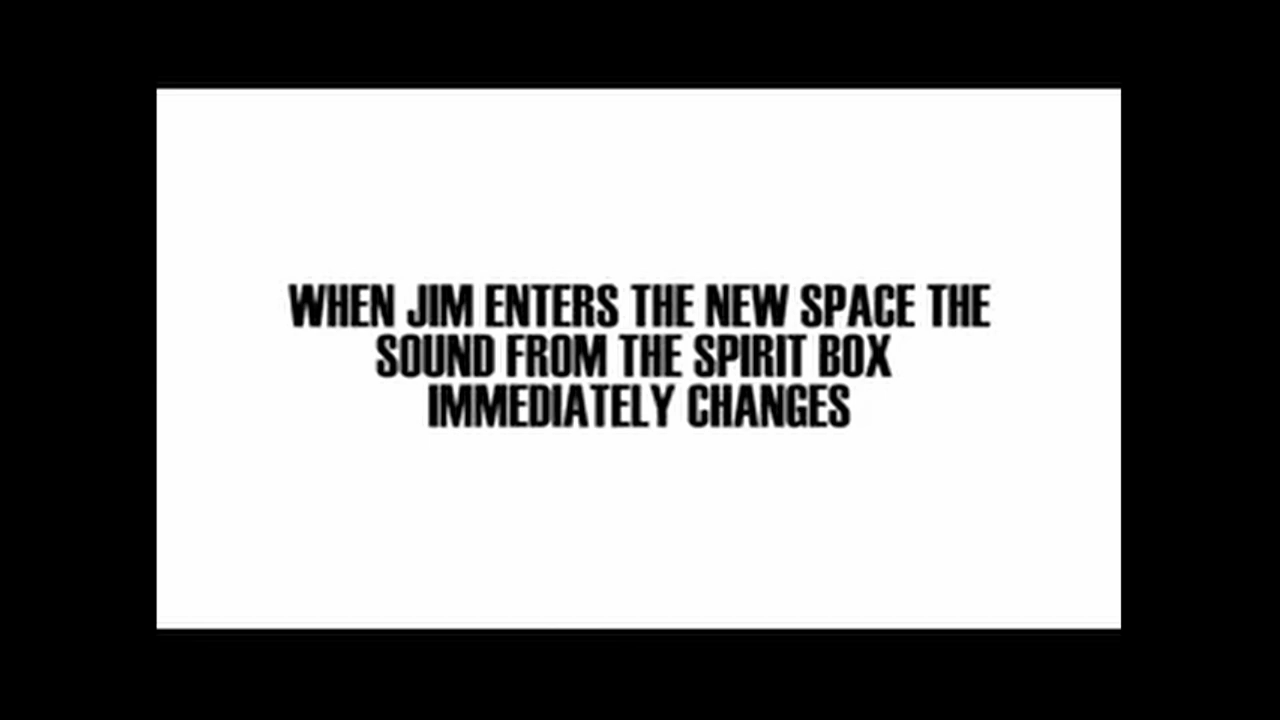 WHEN JIM ENTERS THE NEW SPACE THE
SOUND FROM THE SPIRIT BOX
IMMEDIATELY CHANGES